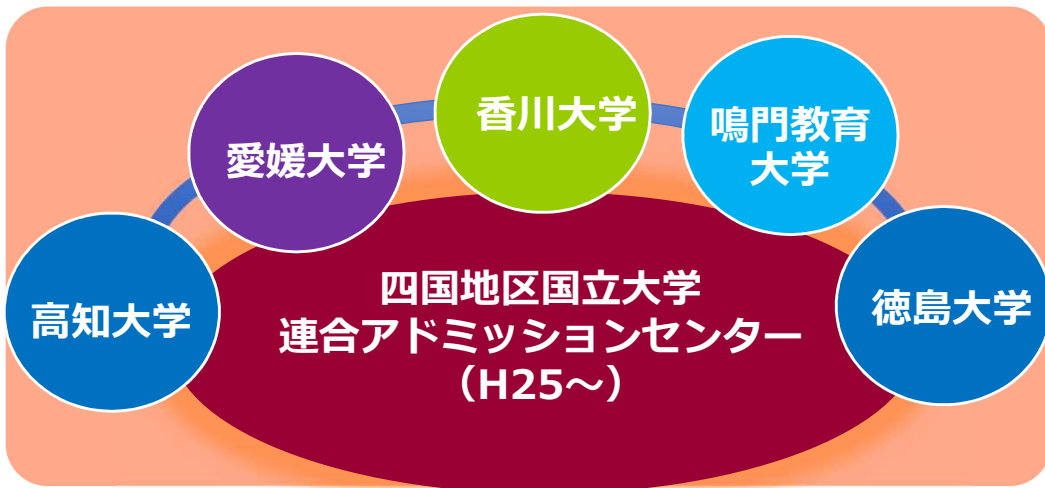 香川大学
鳴門教育
大学
愛媛大学
高知大学
徳島大学
四国地区国立大学
連合アドミッションセンター
（H25～）